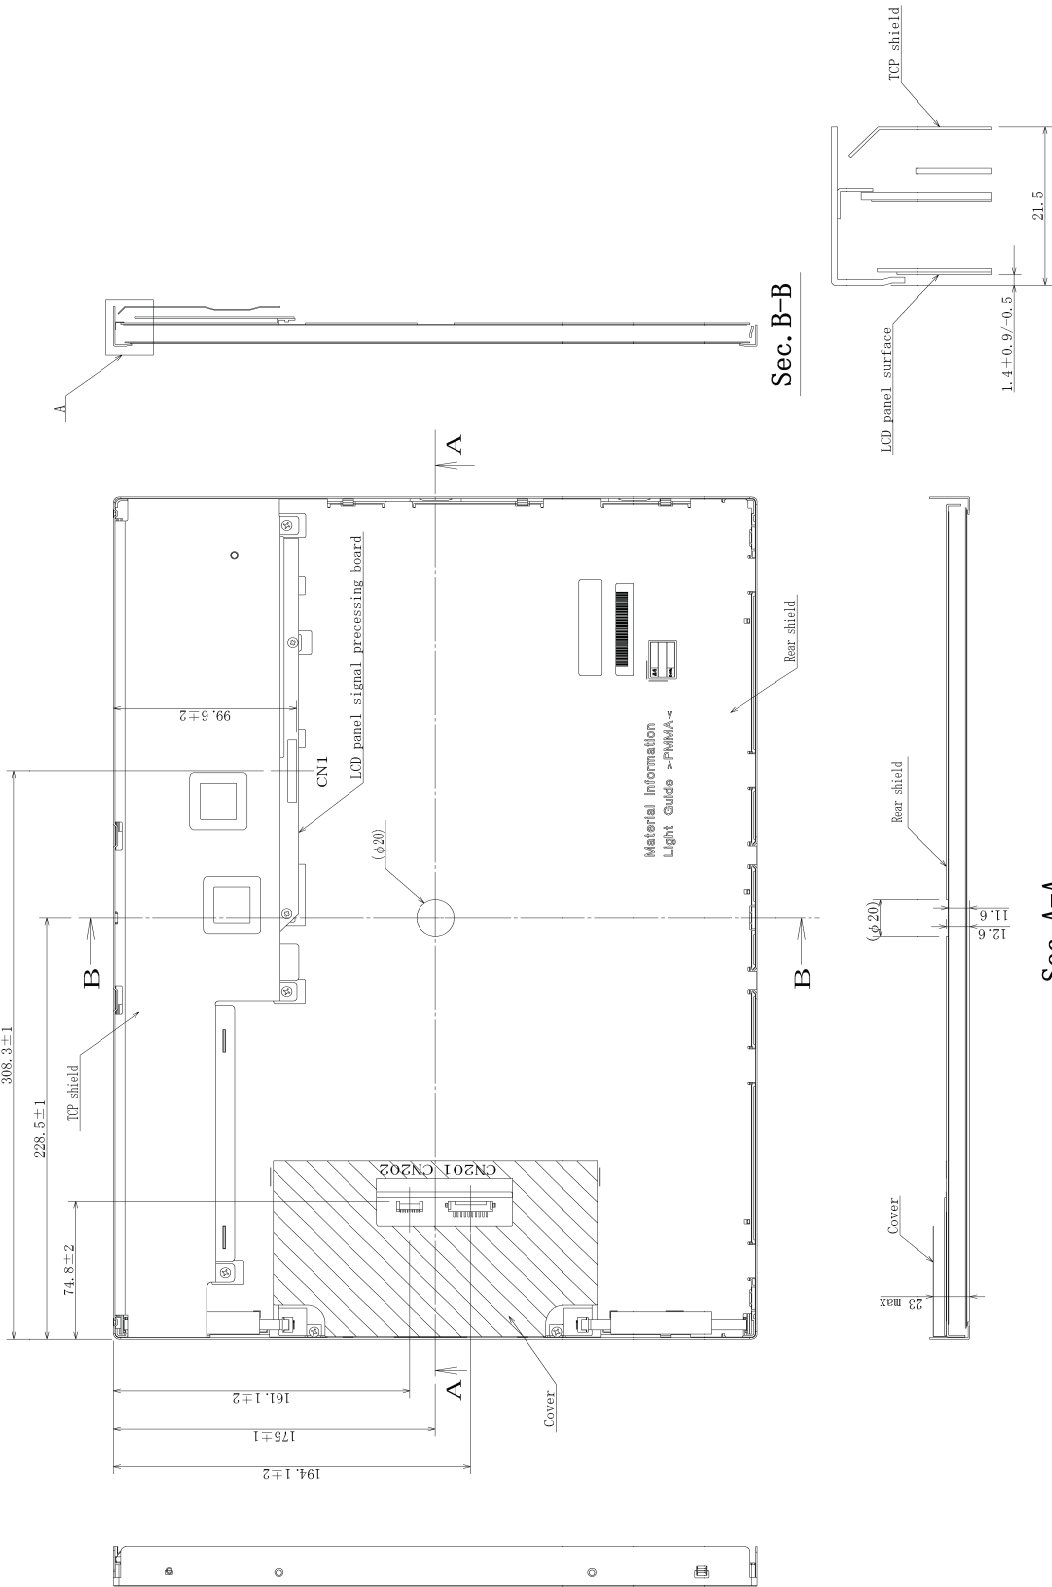 TCP shield
21.5
LCD panel surface
1.4+0.9/-0.5
A
Sec. B-B
308.3±1
228.5±1
74.8±2
TCP shield
B
B
A
A
99.6±2
CN1
LCD panel signal precessing board
(φ20)
Material Information
Light Guide >PMMA<
Rear shield
CN202
CN201
Cover
161.1±2
175±1
194.1±2
Rear shield
(φ20)
11.6
12.6
Cover
23 max
Sec. A-A